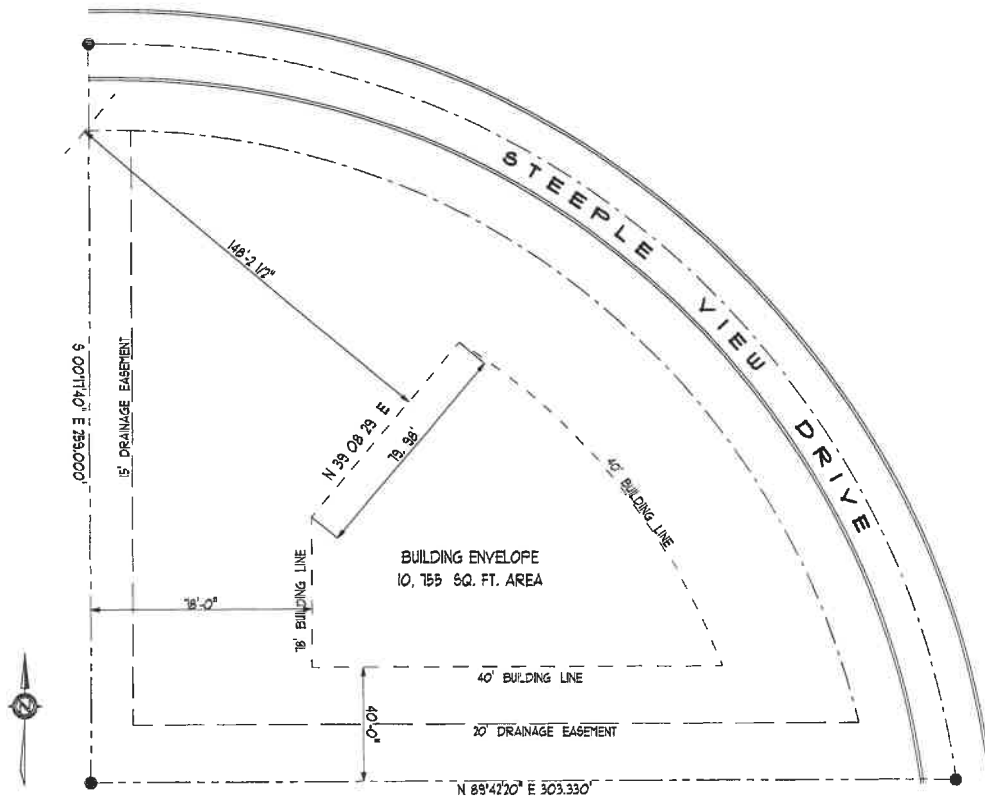 STEEPLE VIEW DRIVE
148'-2 1/2"
S 00°17'40" E 259.000'
15' DRAINAGE EASEMENT
N 39 08 29 E
79. 98'
40' BUILDING LINE
BUILDING ENVELOPE
10, 755 SQ. FT. AREA
78' BUILDING LINE
78'-0"
40' BUILDING LINE
40'-0"
20' DRAINAGE EASEMENT
N 89°42'20" E 303.330'
N